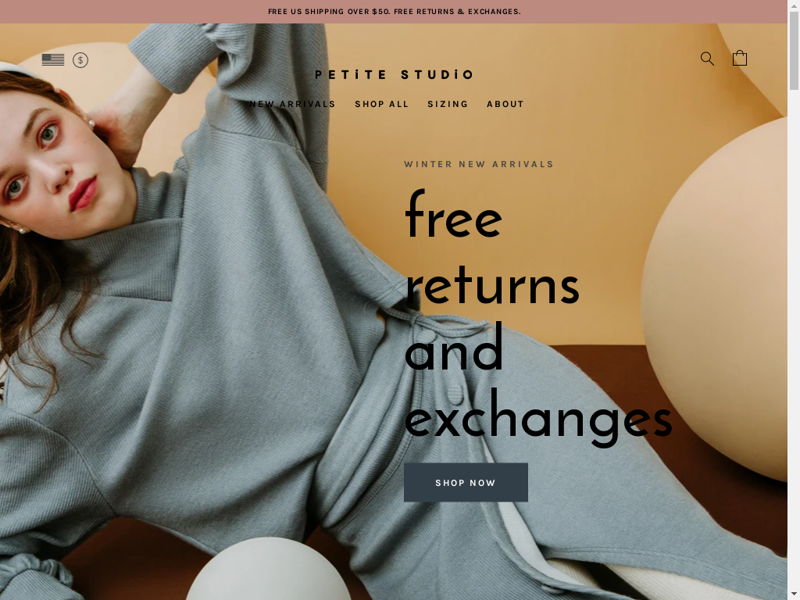 FREE US SHIPPING OVER $50. FREE RETURNS & EXCHANGES.
$
PETiTE STUDiO
NEW ARRIVALS SHOP ALL SIZING ABOUT
WINTER NEW ARRIVALS
free
returns
and
exchanges
SHOP NOW